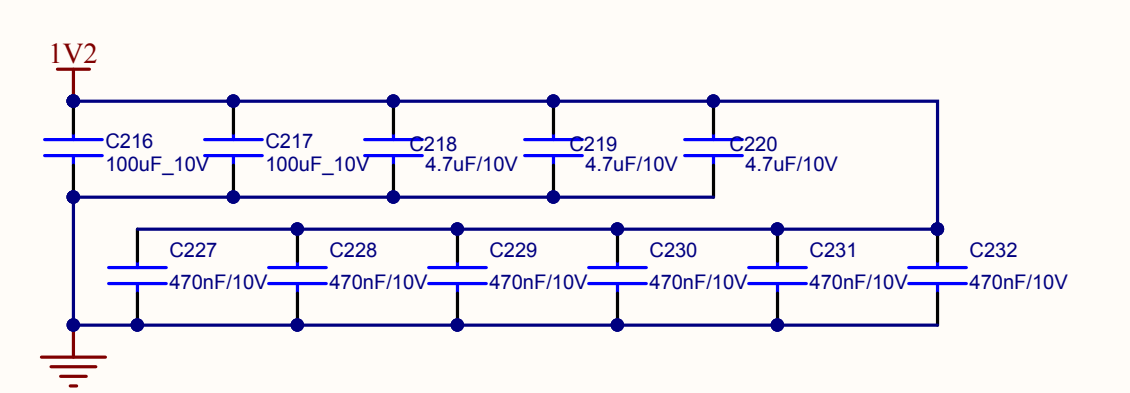 1V2
C216
100uF_10V
C217
100uF_10V
C218
4.7uF/10V
C219
4.7uF/10V
C220
4.7uF/10V
C227
470nF/10V
C228
470nF/10V
C229
470nF/10V
C230
470nF/10V
C231
470nF/10V
C232
470nF/10V